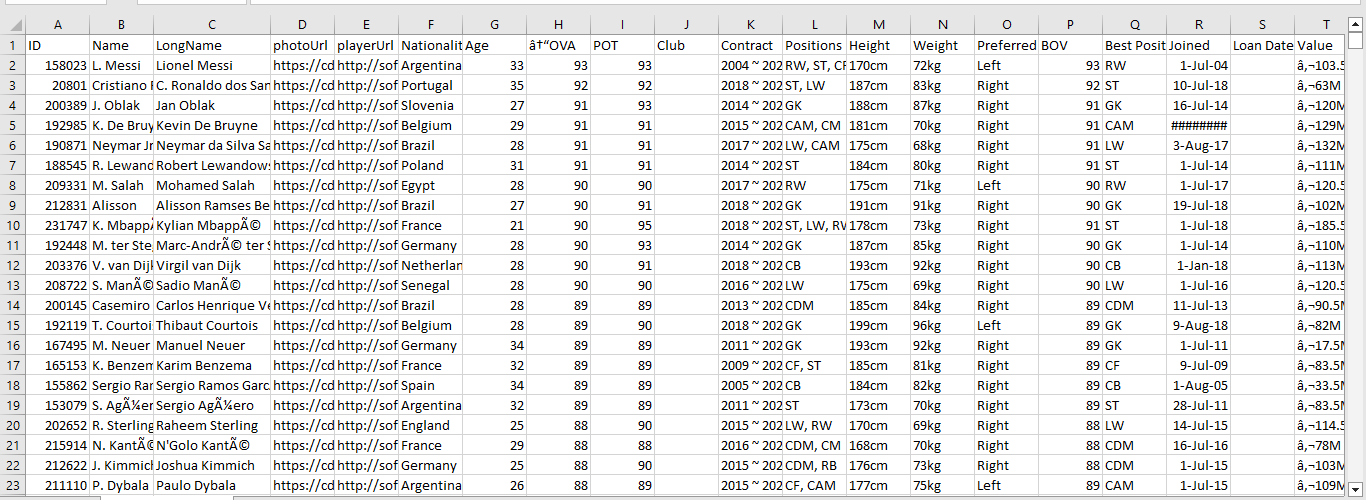 A B C D E F G H I J K L M N O P Q R S T
1 ID Name LongName photoUrl playerUrl Nationalit Age â†“OVA POT Club Contract Positions Height Weight Preferred BOV Best Posit Joined Loan Date Value
2 158023 L. Messi Lionel Messi https://cd http://sof Argentina 33 93 93 2004 ~ 202 RW, ST, CF 170cm 72kg Left 93 RW 1-Jul-04 â‚¬103.5
3 20801 Cristiano R C. Ronaldo dos San https://cd http://sof Portugal 35 92 92 2018 ~ 202 ST, LW 187cm 83kg Right 92 ST 10-Jul-18 â‚¬63M
4 200389 J. Oblak Jan Oblak https://cd http://sof Slovenia 27 91 93 2014 ~ 202 GK 188cm 87kg Right 91 GK 16-Jul-14 â‚¬120M
5 192985 K. De Bruy Kevin De Bruyne https://cd http://sof Belgium 29 91 91 2015 ~ 202 CAM, CM 181cm 70kg Right 91 CAM ######## â‚¬129M
6 190871 Neymar Jr Neymar da Silva Sa https://cd http://sof Brazil 28 91 91 2017 ~ 202 LW, CAM 175cm 68kg Right 91 LW 3-Aug-17 â‚¬132M
7 188545 R. Lewand Robert Lewandows https://cd http://sof Poland 31 91 91 2014 ~ 202 ST 184cm 80kg Right 91 ST 1-Jul-14 â‚¬111M
8 209331 M. Salah Mohamed Salah https://cd http://sof Egypt 28 90 90 2017 ~ 202 RW 175cm 71kg Left 90 RW 1-Jul-17 â‚¬120.5
9 212831 Alisson Alisson Ramses Be https://cd http://sof Brazil 27 90 91 2018 ~ 202 GK 191cm 91kg Right 90 GK 19-Jul-18 â‚¬102M
10 231747 K. MbappÃ Kylian MbappÃ© https://cd http://sof France 21 90 95 2018 ~ 202 ST, LW, RW 178cm 73kg Right 91 ST 1-Jul-18 â‚¬185.5
11 192448 M. ter Ste Marc-AndrÃ© ter S https://cd http://sof Germany 28 90 93 2014 ~ 202 GK 187cm 85kg Right 90 GK 1-Jul-14 â‚¬110M
12 203376 V. van Dijk Virgil van Dijk https://cd http://sof Netherlan 28 90 91 2018 ~ 202 CB 193cm 92kg Right 90 CB 1-Jan-18 â‚¬113M
13 208722 S. ManÃ© Sadio ManÃ© https://cd http://sof Senegal 28 90 90 2016 ~ 202 LW 175cm 69kg Right 90 LW 1-Jul-16 â‚¬120.5
14 200145 Casemiro Carlos Henrique Ve https://cd http://sof Brazil 28 89 89 2013 ~ 202 CDM 185cm 84kg Right 89 CDM 11-Jul-13 â‚¬90.5M
15 192119 T. Courtois Thibaut Courtois https://cd http://sof Belgium 28 89 90 2018 ~ 202 GK 199cm 96kg Left 89 GK 9-Aug-18 â‚¬82M
16 167495 M. Neuer Manuel Neuer https://cd http://sof Germany 34 89 89 2011 ~ 202 GK 193cm 92kg Right 89 GK 1-Jul-11 â‚¬17.5M
17 165153 K. Benzem Karim Benzema https://cd http://sof France 32 89 89 2009 ~ 202 CF, ST 185cm 81kg Right 89 CF 9-Jul-09 â‚¬83.5M
18 155862 Sergio Ran Sergio Ramos Garc https://cd http://sof Spain 34 89 89 2005 ~ 202 CB 184cm 82kg Right 89 CB 1-Aug-05 â‚¬33.5M
19 153079 S. AgÃ¼ero Sergio AgÃ¼ero https://cd http://sof Argentina 32 89 89 2011 ~ 202 ST 173cm 70kg Right 89 ST 28-Jul-11 â‚¬83.5M
20 202652 R. Sterling Raheem Sterling https://cd http://sof England 25 88 90 2015 ~ 202 LW, RW 170cm 69kg Right 88 LW 14-Jul-15 â‚¬114.5
21 215914 N. KantÃ© N'Golo KantÃ© https://cd http://sof France 29 88 88 2016 ~ 202 CDM, CM 168cm 70kg Right 88 CDM 16-Jul-16 â‚¬78M
22 212622 J. Kimmich Joshua Kimmich https://cd http://sof Germany 25 88 90 2015 ~ 202 CDM, RB 176cm 73kg Right 88 CDM 1-Jul-15 â‚¬103M
23 211110 P. Dybala Paulo Dybala https://cd http://sof Argentina 26 88 89 2015 ~ 202 CF, CAM 177cm 75kg Left 89 CAM 1-Jul-15 â‚¬109M